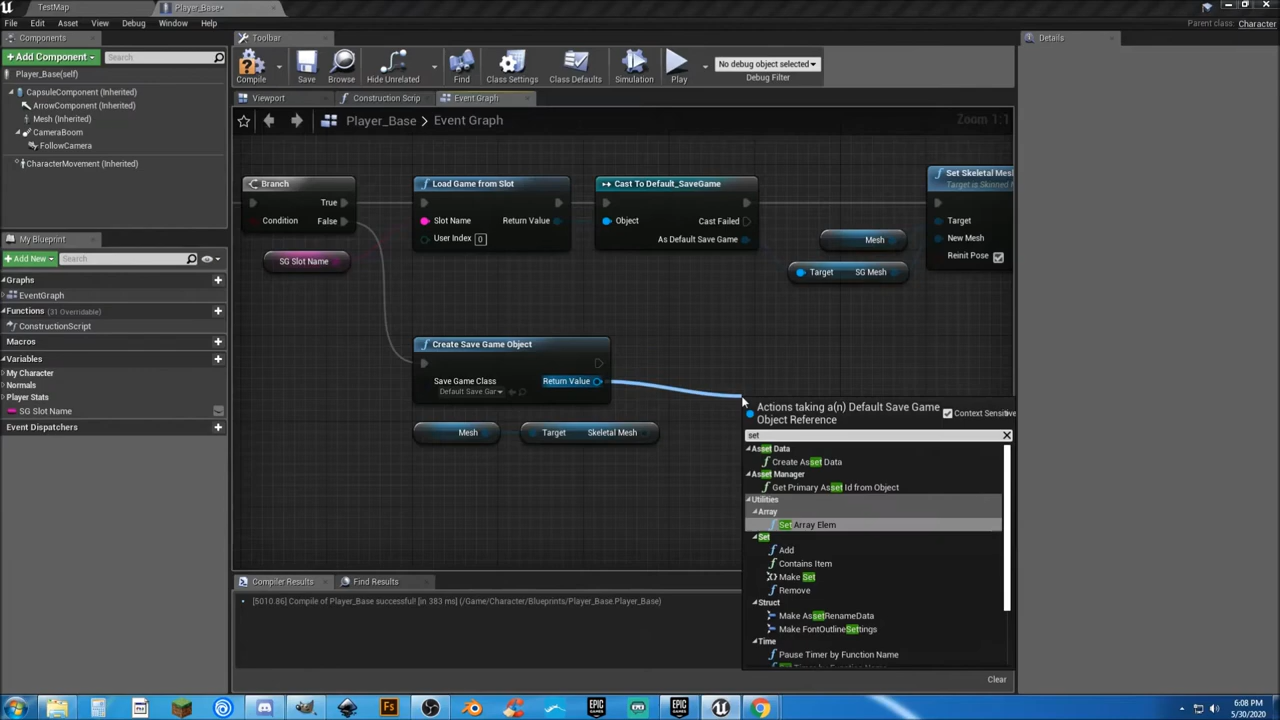 TestMap
Player_Base*
File
Edit
Asset
View
Debug
Window
Help
Parent class: Character
Components
Toolbar
Details
+Add Component
Search
Player_Base(self)
CapsuleComponent (Inherited)
ArrowComponent (Inherited)
Mesh (Inherited)
CameraBoom
FollowCamera
CharacterMovement (Inherited)
Compile
Save
Browse
Hide Unrelated
Find
Class Settings
Class Defaults
Simulation
Play
No debug object selected
Debug Filter
Viewport
Construction Scrip
Event Graph
Player_Base > Event Graph
Zoom 1:1
Branch
True
Condition
False
SG Slot Name
Load Game from Slot
Slot Name
Return Value
User Index 0
Cast To Default_SaveGame
Object
Cast Failed
As Default Save Game
Mesh
Target
SG Mesh
Set Skeletal Mesh
Target is Skinned M
Target
New Mesh
Reinit Pose
My Blueprint
+Add New
Search
Graphs
EventGraph
Functions (31 Overridable)
ConstructionScript
Macros
Variables
My Character
Normals
Player Stats
SG Slot Name
Event Dispatchers
Create Save Game Object
Save Game Class
Return Value
Default Save Gar
Mesh
Target
Skeletal Mesh
Actions taking a(n) Default Save Game
Object Reference
Context Sensitive
set
Asset Data
Create Asset Data
Asset Manager
Get Primary Asset Id from Object
Utilities
Array
Set Array Elem
Set
Add
Contains Item
Make Set
Remove
Struct
Make AssetRenameData
Make FontOutlineSettings
Time
Pause Timer by Function Name
Compiler Results
Find Results
[5010.86] Compile of Player_Base successful! [in 383 ms] (/Game/Character/Blueprints/Player_Base.Player_Base)
Clear
Fs
EPIC
GAMES
EPIC
GAMES
6:08 PM
5/30/2020